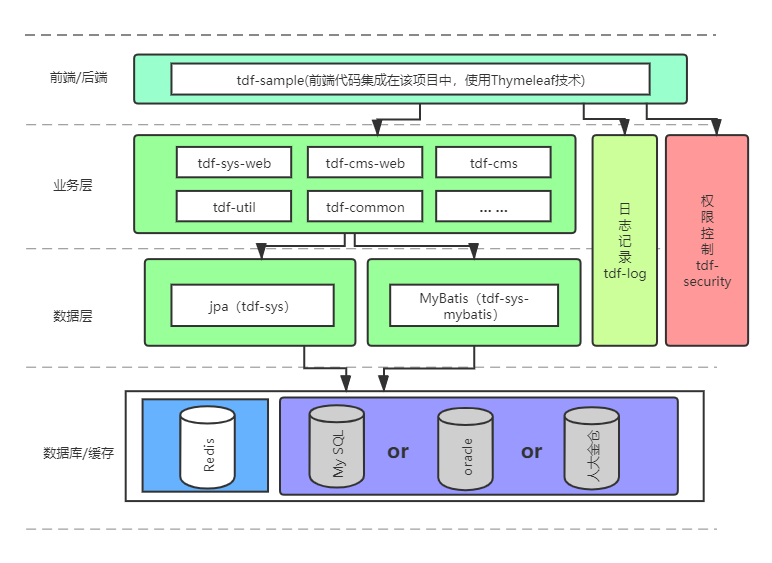 前端/后端
tdf-sample(前端代码集成在该项目中，使用Thymeleaf技术)
业务层
tdf-sys-web
tdf-cms-web
tdf-cms
tdf-util
tdf-common
... ...
日
志
记
录
tdf-log
权
限
控
制
tdf-
security
数据层
jpa（tdf-sys）
MyBatis（tdf-sys-
mybatis）
数据库/缓存
Redis
My SQL
or
oracle
or
人大金仓